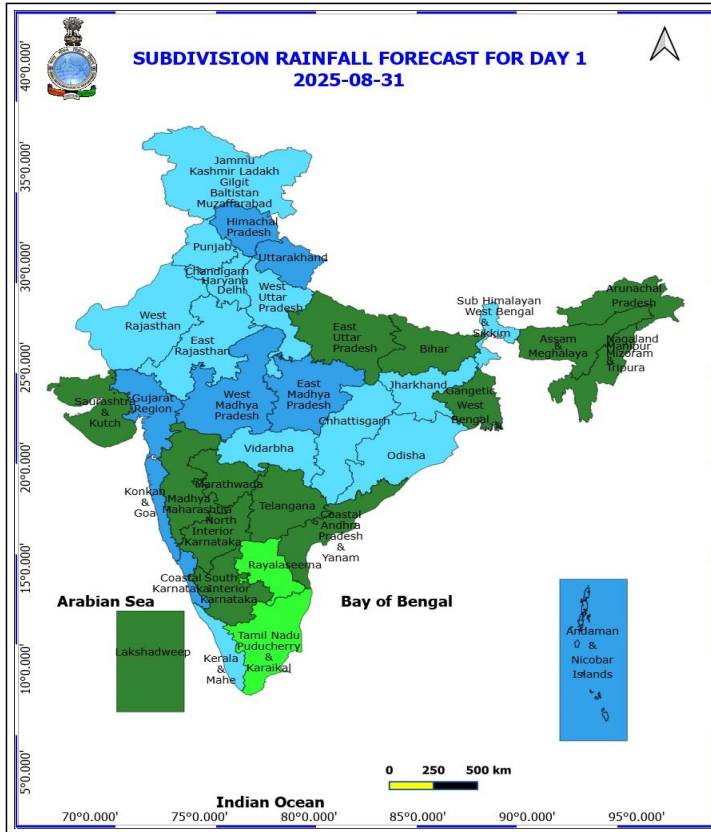 SUBDIVISION RAINFALL FORECAST FOR DAY 1
2025-08-31
40°0.000'
35°0.000'
30°0.000'
25°0.000'
20°0.000'
15°0.000'
10°0.000'
5°0.000'
Jammu
Kashmir Ladakh
Gilgit
Baltistan
Muzaffarabad
Himachal
Pradesh
Punjab
Uttarakhand
Chandigarh
Haryana
Delhi
West
Uttar
Pradesh
West
Rajasthan
East
Rajasthan
East
Uttar
Pradesh
Bihar
Sub Himalayan
West Bengal
&
Sikkim
Arunachal
Pradesh
Assam
&
Meghalaya
Nagaland
Manipur
Mizoram
&
Tripura
Saurashtra
&
Kutch
Gujarat
Region
West
Madhya
Pradesh
East
Madhya
Pradesh
Jharkhand
Gangetic
West
Bengal
Chhattisgarh
Vidarbha
Odisha
Konkan
&
Goa
Madhya
Maharashtra
Marathwada
Telangana
North
Interior
Karnataka
Coastal
Andhra
Pradesh
&
Yanam
Rayalaseema
Coastal
Karnataka
South
Interior
Karnataka
Arabian Sea
Bay of Bengal
Lakshadweep
Kerala
&
Mahe
Tamil Nadu
Puducherry
&
Karaikal
Andaman
&
Nicobar
Islands
0 250 500 km
Indian Ocean
70°0.000' 75°0.000' 80°0.000' 85°0.000' 90°0.000' 95°0.000'